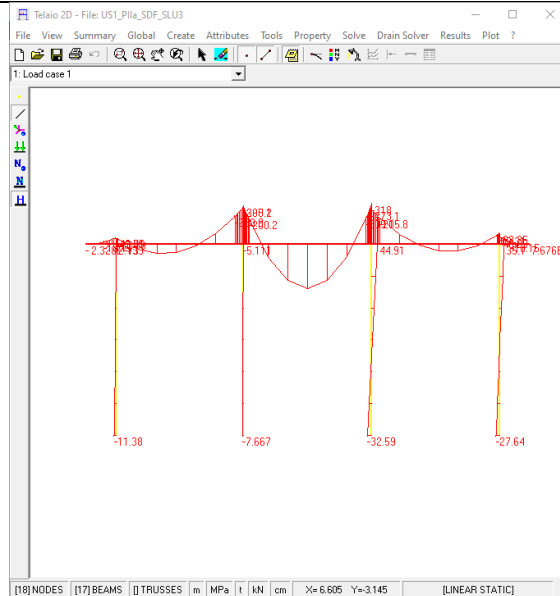 Telaio 2D - File: US1_PIIa_SDF_SLU3
File View Summary Global Create Attributes Tools Property Solve Drain Solver Results Plot ?
1: Load case 1
318
-5.111
44.91
-11.38
-7.667
-32.59
-27.64
[18] NODES [17] BEAMS [] TRUSSES m MPa t kN cm X= 6.605 Y=-3.145 [LINEAR STATIC]